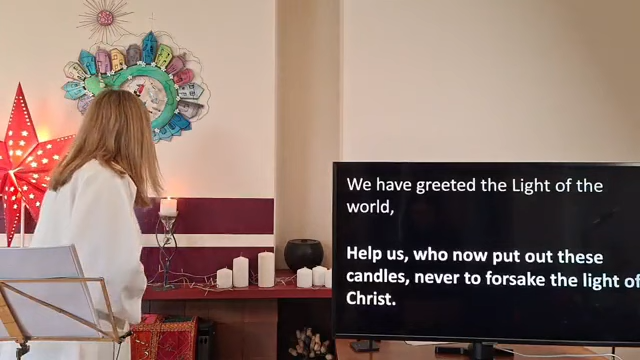 We have greeted the Light of the
world,
Help us, who now put out these
candles, never to forsake the light of
Christ.